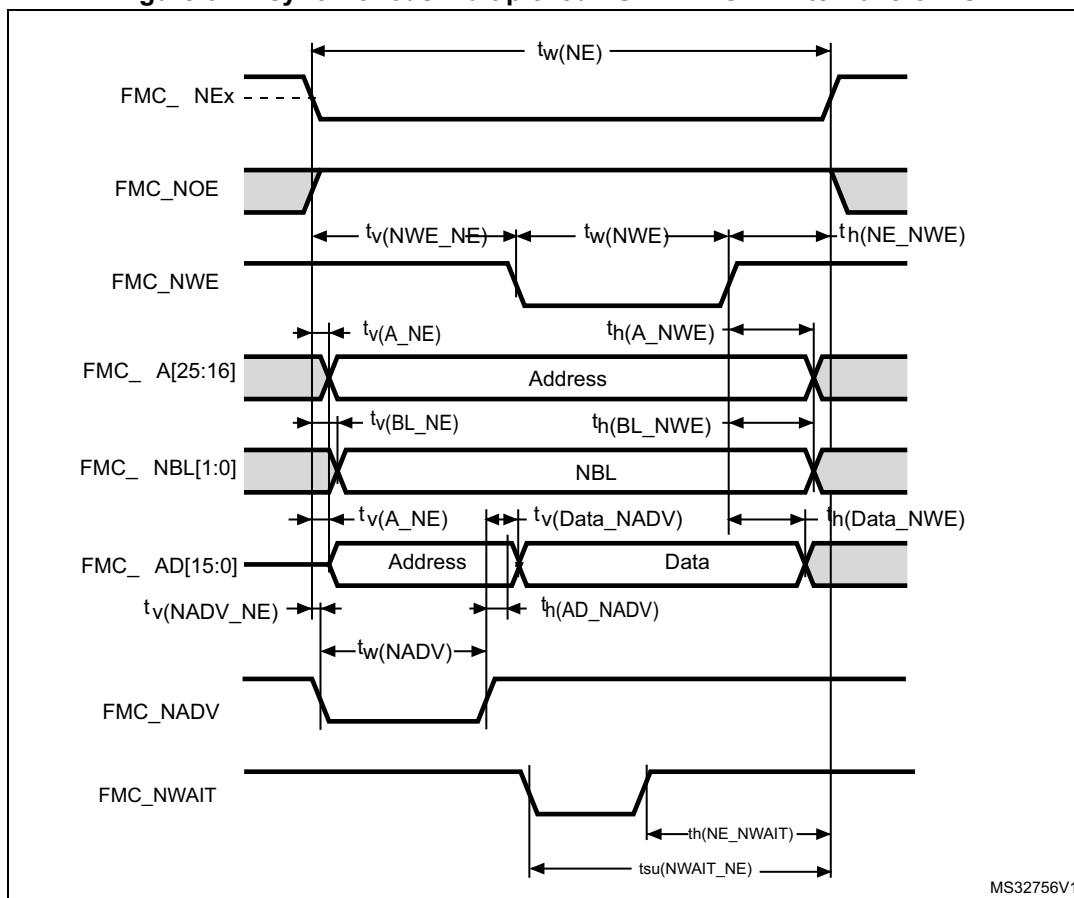 tw(NE)
FMC_ NEx
FMC_NOE
tv(NWE_NE)
tw(NWE)
th(NE_NWE)
FMC_NWE
tv(A_NE)
th(A_NWE)
FMC_ A[25:16]
Address
tv(BL_NE)
th(BL_NWE)
FMC_ NBL[1:0]
NBL
tv(A_NE)
tv(Data_NADV)
th(Data_NWE)
FMC_ AD[15:0]
Address
Data
tv(NADV_NE)
th(AD_NADV)
tw(NADV)
FMC_NADV
FMC_NWAIT
th(NE_NWAIT)
tsu(NWAIT_NE)
MS32756V1